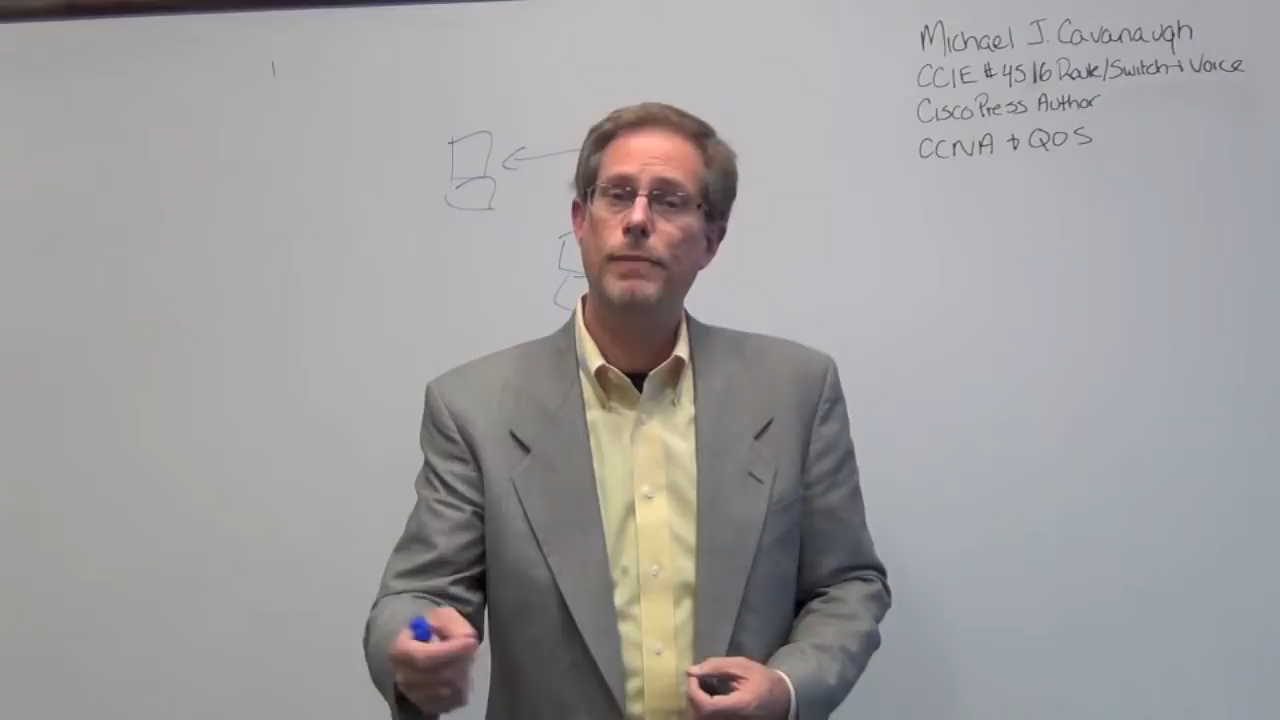 Michael J. Cavanaugh
CCIE #4516 Route/Switch + Voice
Cisco Press Author
CCNA + QOS